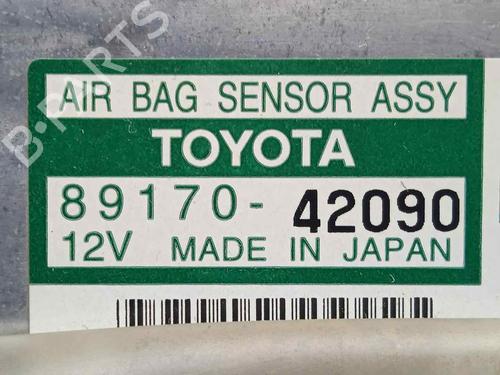 AIR BAG SENSOR ASSY
TOYOTA
89170- 42090
12V MADE IN JAPAN
B-PARTS